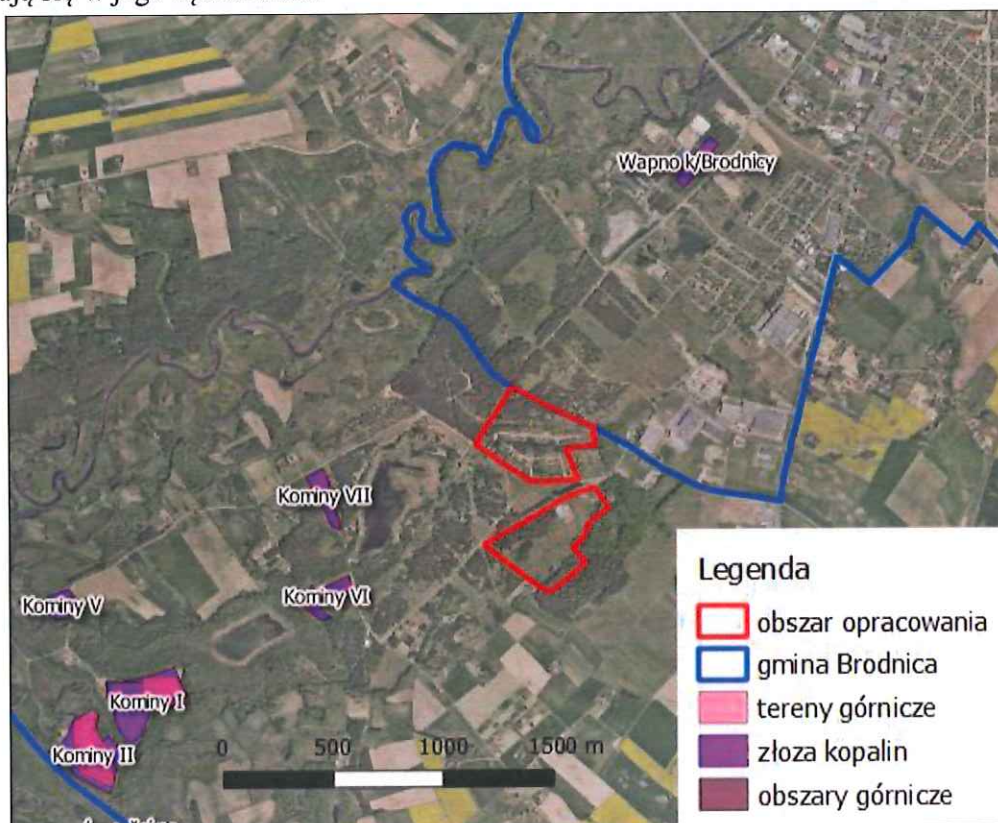 Wapno k/Brodnicy
Kominy VII
Kominy VI
Kominy V
Kominy I
Kominy II
0 500 1000 1500 m
Legenda
obszar opracowania
gmina Brodnica
tereny górnicze
złoża kopalin
obszary górnicze